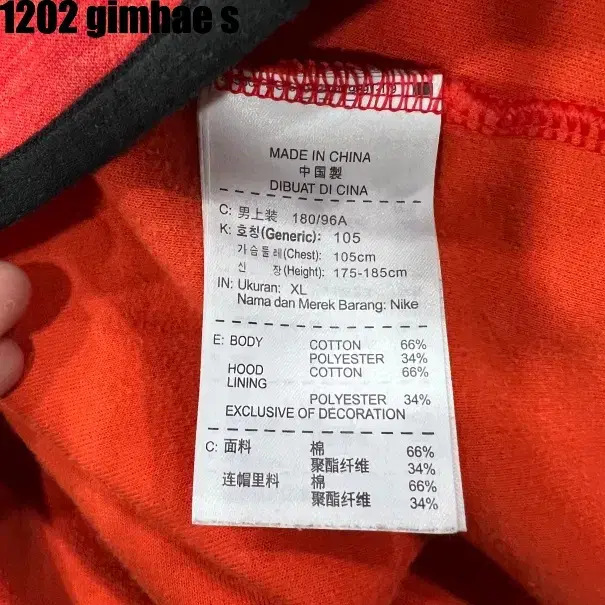 1202 gimhae s
MADE IN CHINA
中国製
DIBUAT DI CINA
C: 男上装 180/96A
K: 호칭(Generic): 105
가슴둘레(Chest): 105cm
신 장(Height): 175-185cm
IN: Ukuran: XL
Nama dan Merek Barang: Nike
E: BODY COTTON 66%
POLYESTER 34%
HOOD COTTON 66%
LINING
POLYESTER 34%
EXCLUSIVE OF DECORATION
C: 面料 棉 66%
聚酯纤维 34%
连帽里料 棉 66%
聚酯纤维 34%